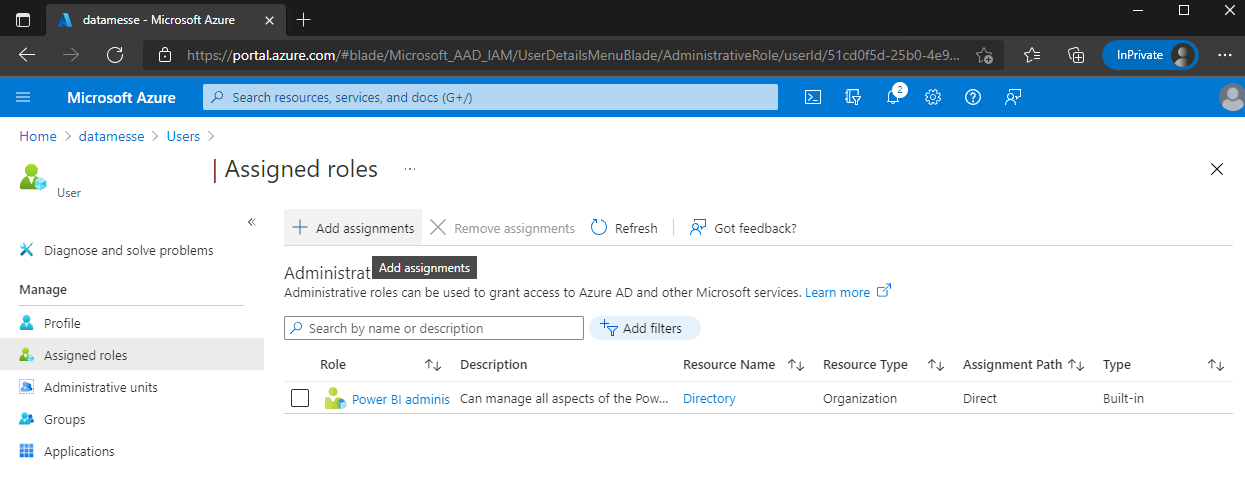 datamesse - Microsoft Azure
https://portal.azure.com/#blade/Microsoft_AAD_IAM/UserDetailsMenuBlade/AdministrativeRole/userId/51cd0f5d-25b0-4e9...
InPrivate
Microsoft Azure
Search resources, services, and docs (G+/)
2
Home > datamesse > Users >
Assigned roles ...
User
Diagnose and solve problems
Manage
Profile
Assigned roles
Administrative units
Groups
Applications
Add assignments Remove assignments Refresh Got feedback?
Add assignments
Administrat
Administrative roles can be used to grant access to Azure AD and other Microsoft services. Learn more
Search by name or description
Add filters
Role Description Resource Name Resource Type Assignment Path Type
Power BI adminis Can manage all aspects of the Pow... Directory Organization Direct Built-in